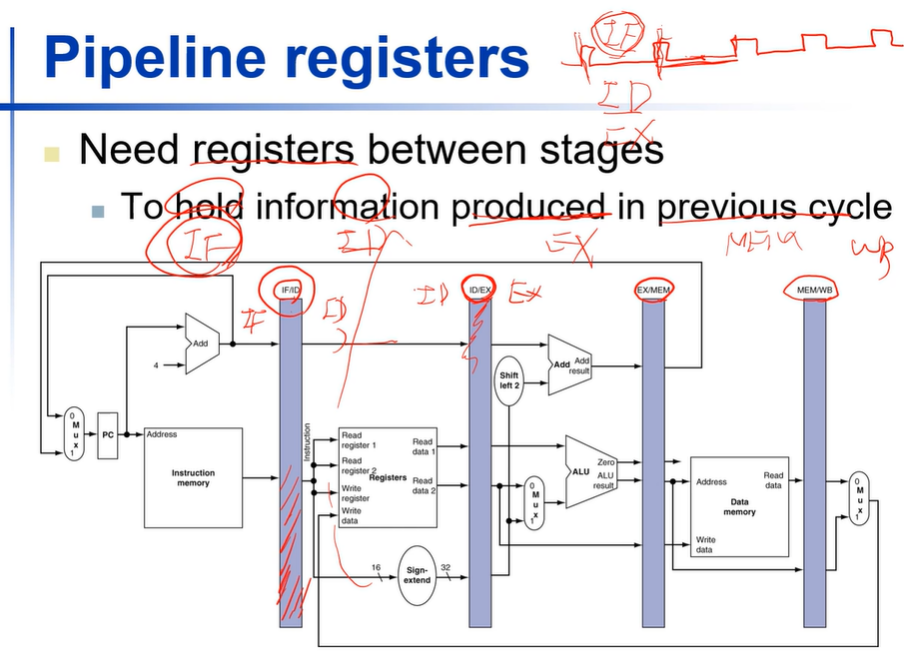 Pipeline registers
IF
ID
EX
Need registers between stages
To hold information produced in previous cycle
IF
ID
EX
MEM
WB
IF/ID
ID/EX
EX/MEM
MEM/WB
IF
ID
ID
EX
Add
4
Shift
left 2
Add Add
result
0
M
u
x
1
PC
Address
Instruction
memory
Instruction
Read
register 1
Read
register 2
Write
register
Write
data
Registers
Read
data 1
Read
data 2
16
Sign-
extend
32
0
M
u
x
1
ALU
Zero
ALU
result
Address
Read
data
Data
memory
Write
data
0
M
u
x
1